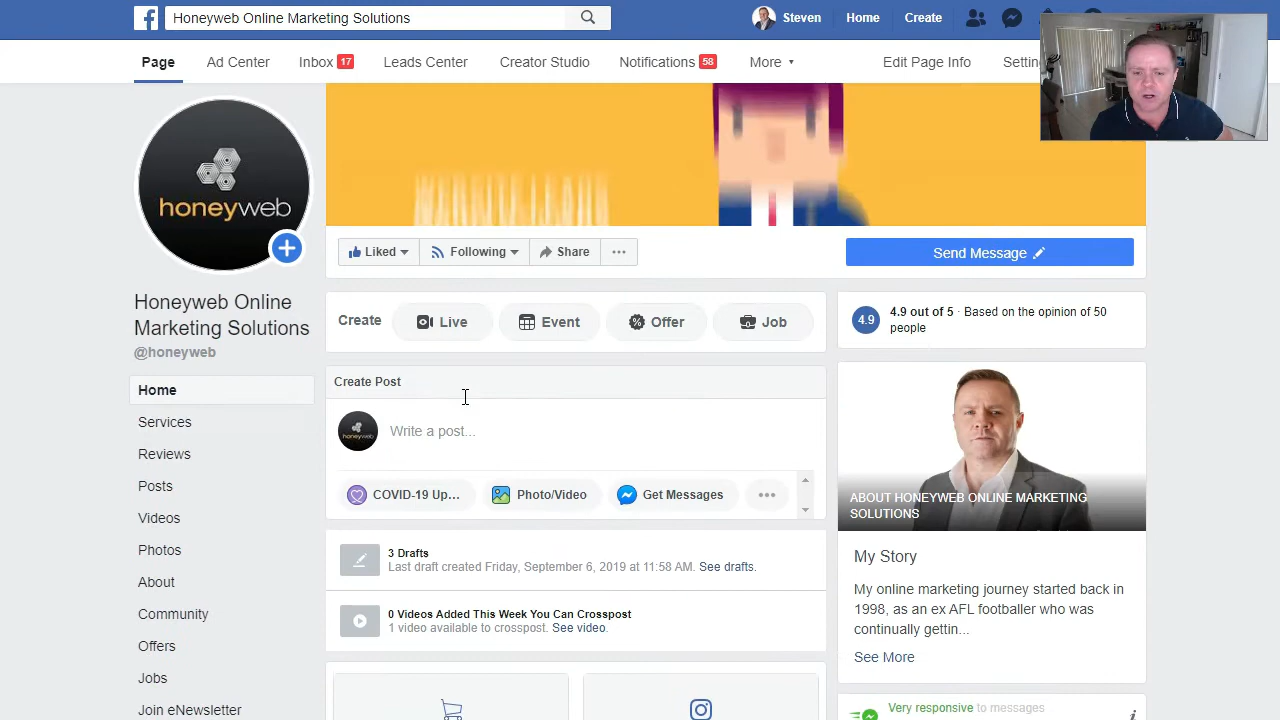 Honeyweb Online Marketing Solutions
Steven
Home
Create
Page
Ad Center
Inbox 17
Leads Center
Creator Studio
Notifications 58
More
Edit Page Info
honeyweb
Liked
Following
Share
Send Message
Honeyweb Online
Marketing Solutions
@honeyweb
Home
Services
Reviews
Posts
Videos
Photos
About
Community
Offers
Jobs
Join eNewsletter
Create
Live
Event
Offer
Job
Create Post
honeyweb
Write a post...
COVID-19 Up...
Photo/Video
Get Messages
3 Drafts
Last draft created Friday, September 6, 2019 at 11:58 AM. See drafts.
0 Videos Added This Week You Can Crosspost
1 video available to crosspost. See video.
4.9
4.9 out of 5 · Based on the opinion of 50
people
ABOUT HONEYWEB ONLINE MARKETING
SOLUTIONS
My Story
My online marketing journey started back in
1998, as an ex AFL footballer who was
continually gettin...
See More
Very responsive to messages